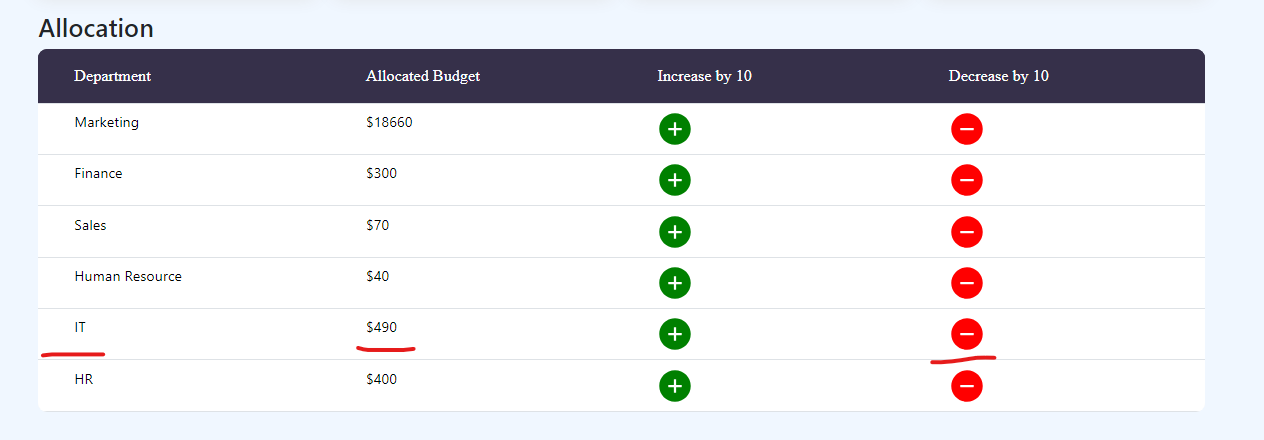 Allocation
Department Allocated Budget Increase by 10 Decrease by 10
Marketing $18660
Finance $300
Sales $70
Human Resource $40
IT $490
HR $400